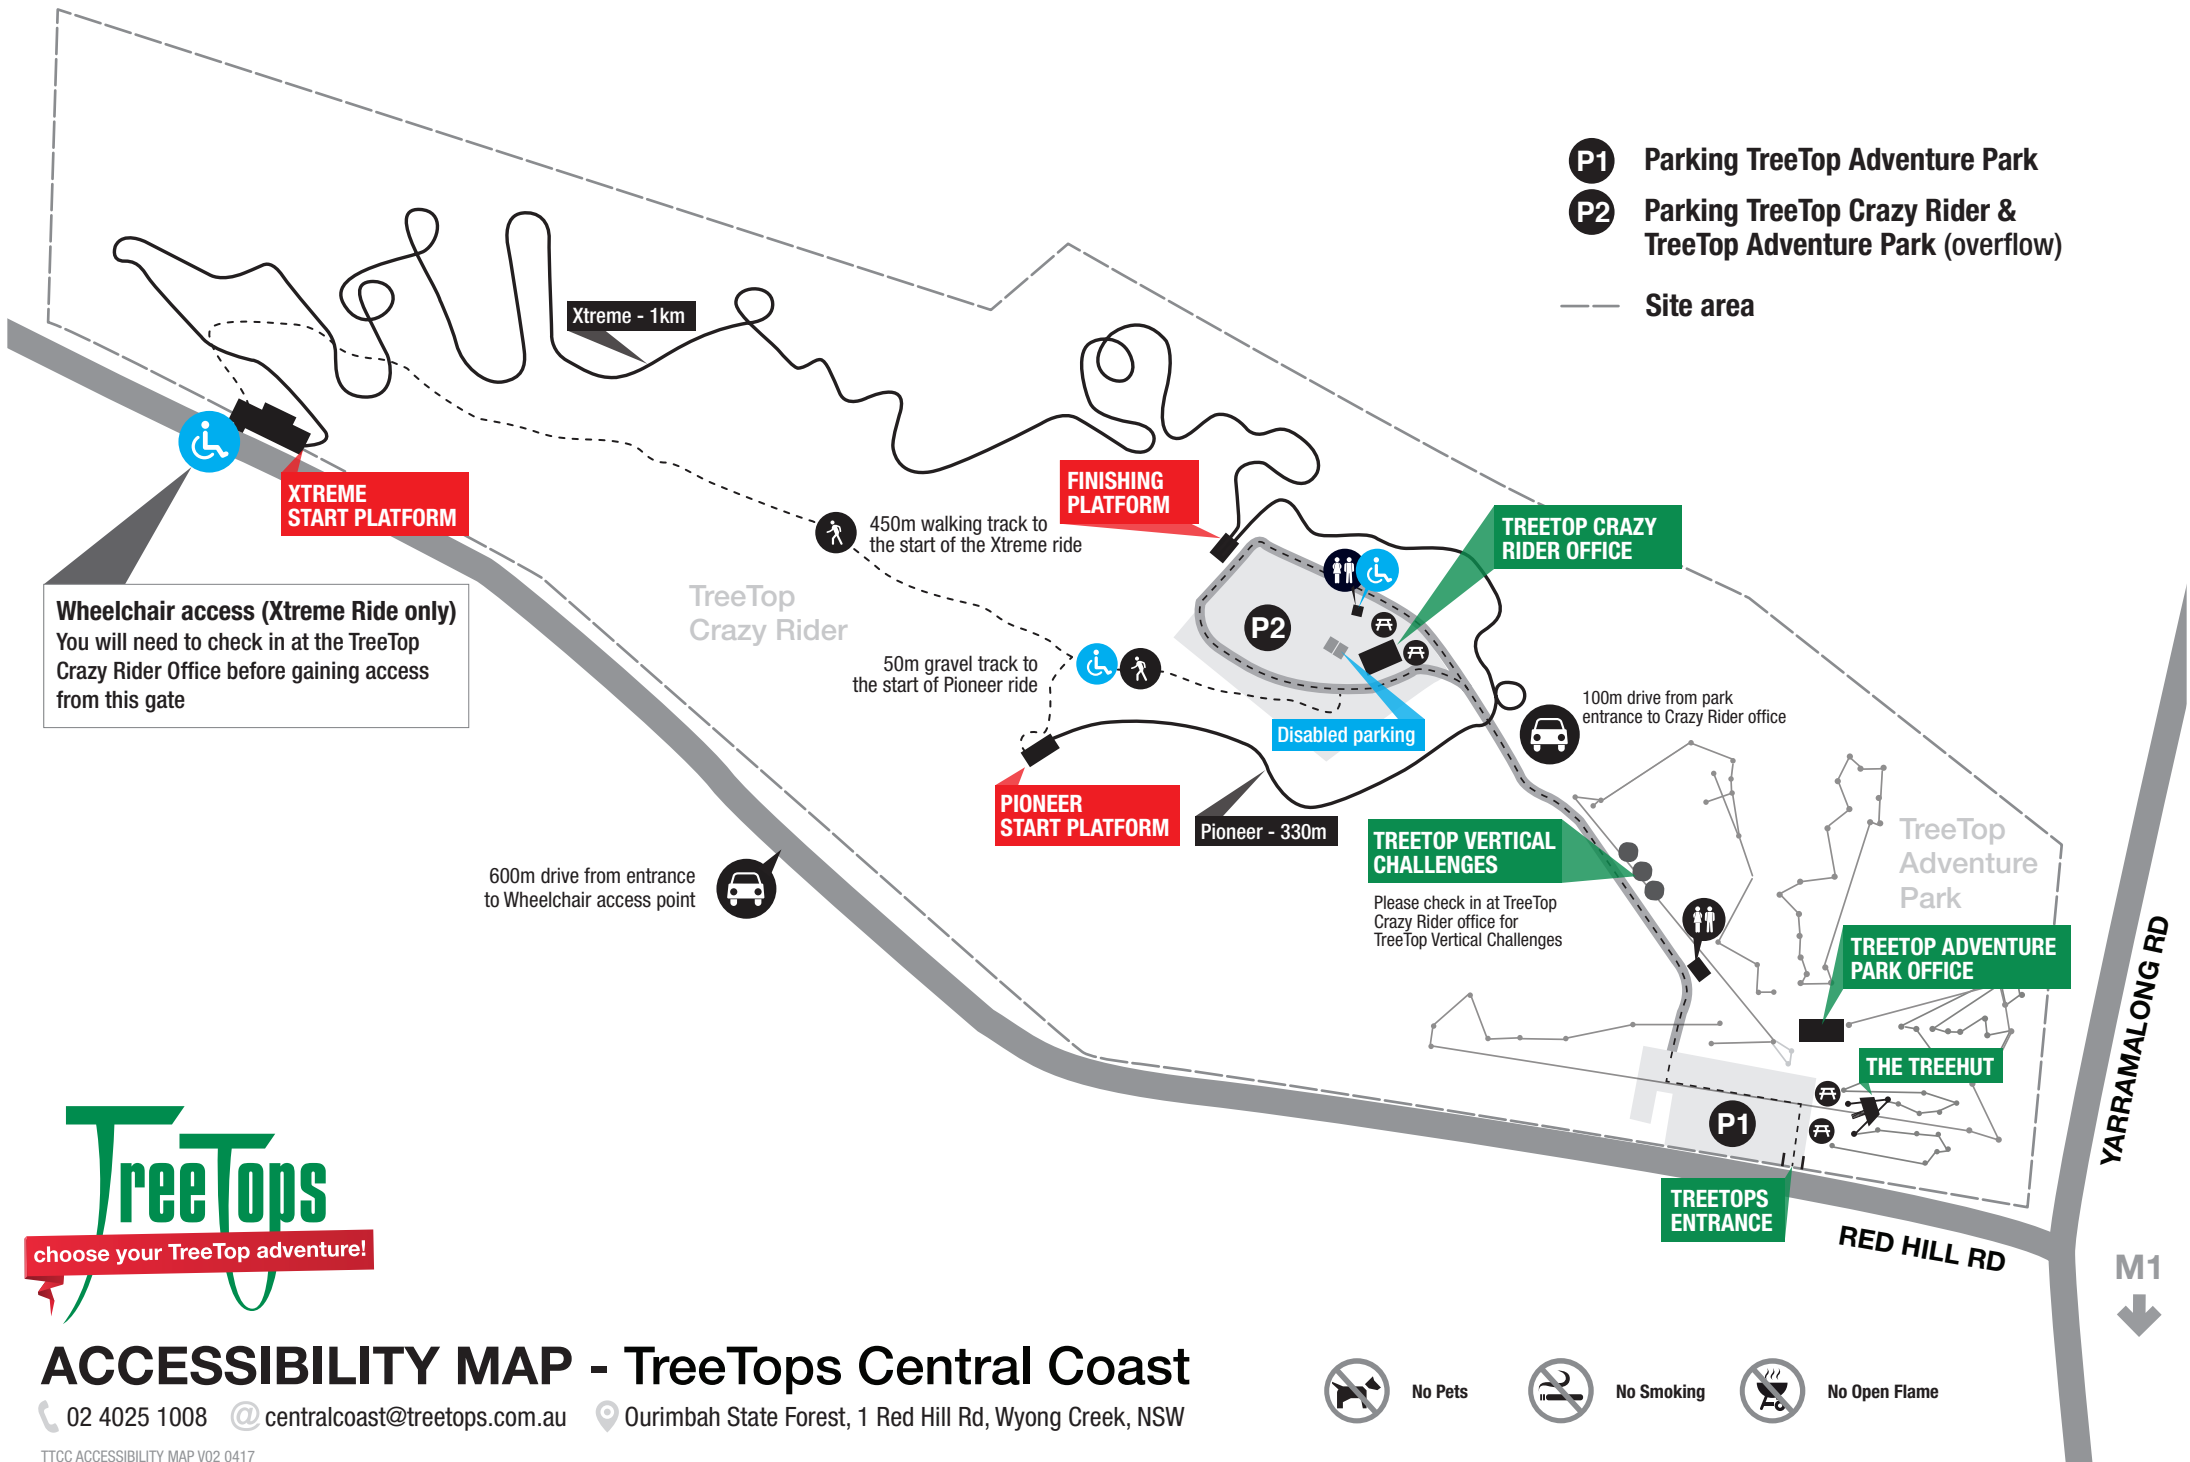 P1 Parking TreeTop Adventure Park
P2 Parking TreeTop Crazy Rider &
TreeTop Adventure Park (overflow)
Site area
Xtreme - 1km
XTREME
START PLATFORM
FINISHING
PLATFORM
TREETOP CRAZY
RIDER OFFICE
450m walking track to
the start of the Xtreme ride
Wheelchair access (Xtreme Ride only)
You will need to check in at the TreeTop
Crazy Rider Office before gaining access
from this gate
TreeTop
Crazy Rider
P2
50m gravel track to
the start of Pioneer ride
100m drive from park
entrance to Crazy Rider office
Disabled parking
PIONEER
START PLATFORM
Pioneer - 330m
TREETOP VERTICAL
CHALLENGES
Please check in at TreeTop
Crazy Rider office for
TreeTop Vertical Challenges
TreeTop
Adventure
Park
600m drive from entrance
to Wheelchair access point
TREETOP ADVENTURE
PARK OFFICE
YARRAMALONG RD
THE TREEHUT
P1
TREETOPS
ENTRANCE
RED HILL RD
M1
TreeTops
choose your TreeTop adventure!
ACCESSIBILITY MAP - TreeTops Central Coast
02 4025 1008 @ centralcoast@treetops.com.au Ourimbah State Forest, 1 Red Hill Rd, Wyong Creek, NSW
No Pets
No Smoking
No Open Flame
TTCC ACCESSIBILITY MAP V02 0417